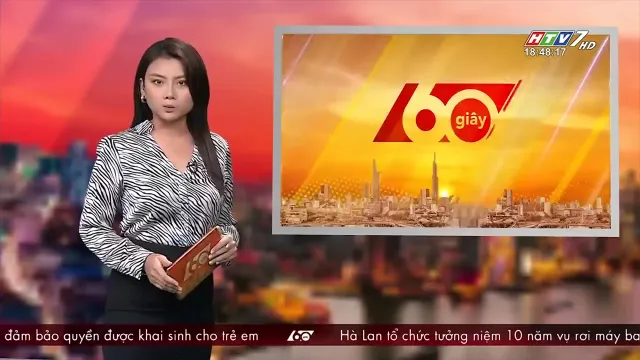 HTV7 HD
18:48:17
60 giây
đảm bảo quyền được khai sinh cho trẻ em
60
Hà Lan tổ chức tưởng niệm 10 năm vụ rơi máy ba